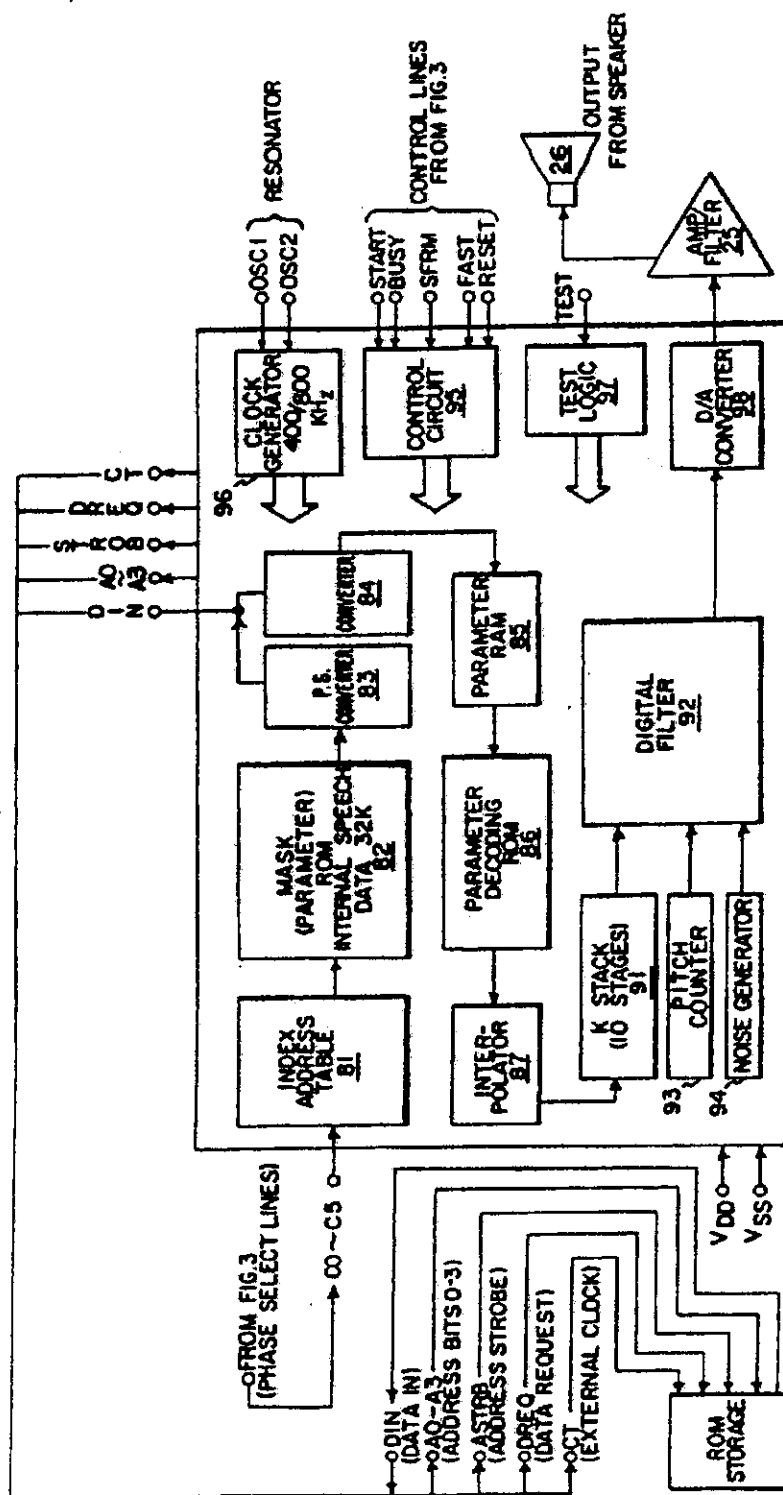 FROM FIG.3
(PHASE SELECT LINES)
C0~C5
DIN
(DATA IN)
A0-A3
(ADDRESS BITS 0-3)
ASTRB
(ADDRESS STROBE)
DREQ
(DATA REQUEST)
CT
(EXTERNAL CLOCK)
ROM
STORAGE
VDD
VSS
INDEX
ADDRESS
TABLE
81
MASK
(PARAMETER)
ROM
INTERNAL SPEECH
DATA 32K
82
P.S.
CONVERTER
83
CONVERTER
84
PARAMETER
RAM
85
PARAMETER
DECODING
ROM
86
INTER-
POLATOR
87
K STACK
(10 STAGES)
91
PITCH
COUNTER
93
NOISE GENERATOR
94
DIGITAL
FILTER
92
D
I
N
A0
~
A3
S
T
R
O
B
D
R
E
Q
C
T
96
CLOCK
GENERATOR
400/800
KHz
OSC1
OSC2
RESONATOR
CONTROL
CIRCUIT
95
START
BUSY
SFRM
FAST
RESET
CONTROL LINES
FROM FIG.3
TEST
LOGIC
97
TEST
D/A
CONVERTER
98
AMP/
FILTER
25
26
OUTPUT
FROM SPEAKER